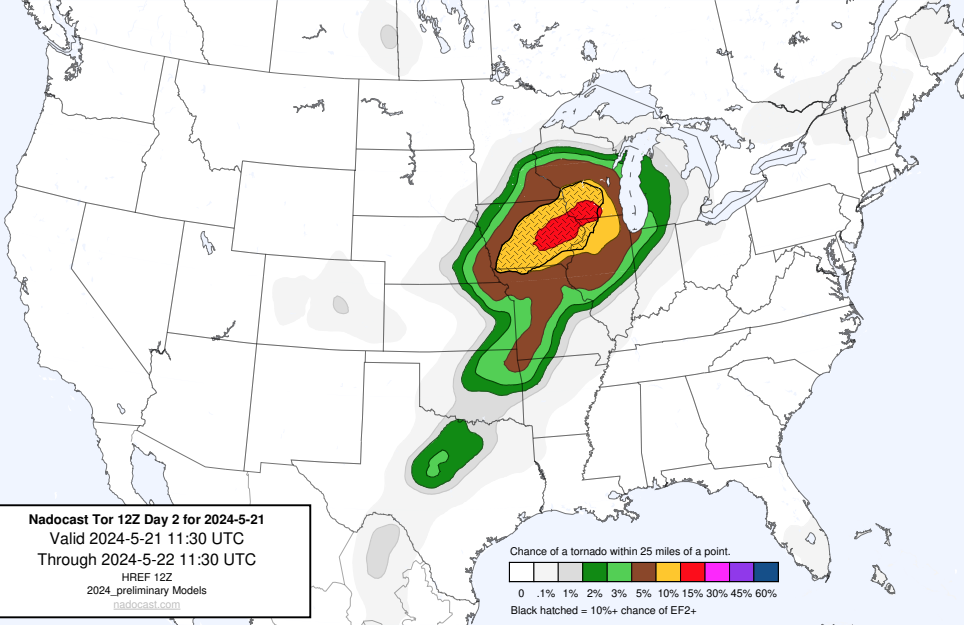 Nadocast Tor 12Z Day 2 for 2024-5-21
Valid 2024-5-21 11:30 UTC
Through 2024-5-22 11:30 UTC
HREF 12Z
2024_preliminary Models
nadocast.com
Chance of a tornado within 25 miles of a point.
0 .1% 1% 2% 3% 5% 10% 15% 30% 45% 60%
Black hatched = 10%+ chance of EF2+